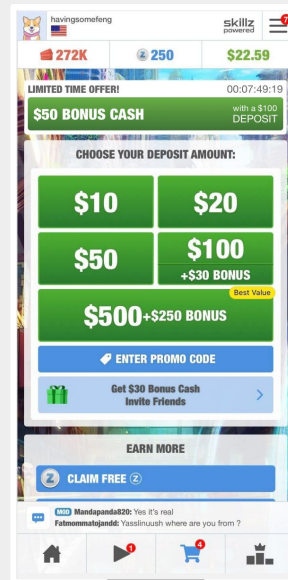 havingsomefeng
skillz
powered
7
272K
Z 250
$22.59
LIMITED TIME OFFER!
00:07:49:19
$50 BONUS CASH
with a $100
DEPOSIT
CHOOSE YOUR DEPOSIT AMOUNT:
$10
$20
$50
$100
+$30 BONUS
Best Value
$500+$250 BONUS
ENTER PROMO CODE
Get $30 Bonus Cash
Invite Friends
EARN MORE
Z CLAIM FREE Z
MOD Mandapanda820: Yes it's real
Fatmommatojandd: Yasslinuush where are you from ?
1
4